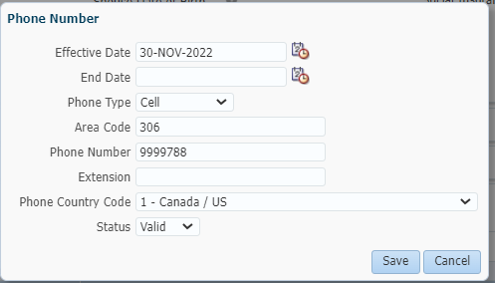 Phone Number
Effective Date 30-NOV-2022
End Date
Phone Type Cell
Area Code 306
Phone Number 9999788
Extension
Phone Country Code 1 - Canada / US
Status Valid
Save Cancel